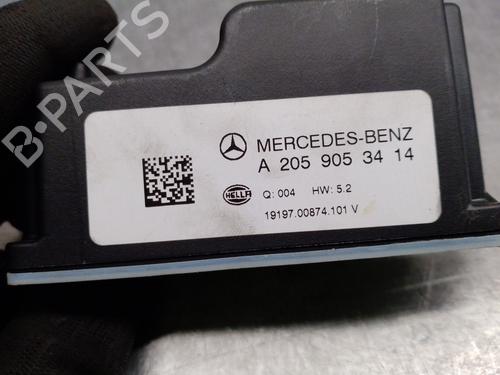 B-PARTS
MERCEDES-BENZ
A 205 905 34 14
HELLA
Q: 004 HW: 5.2
19197.00874.101 V